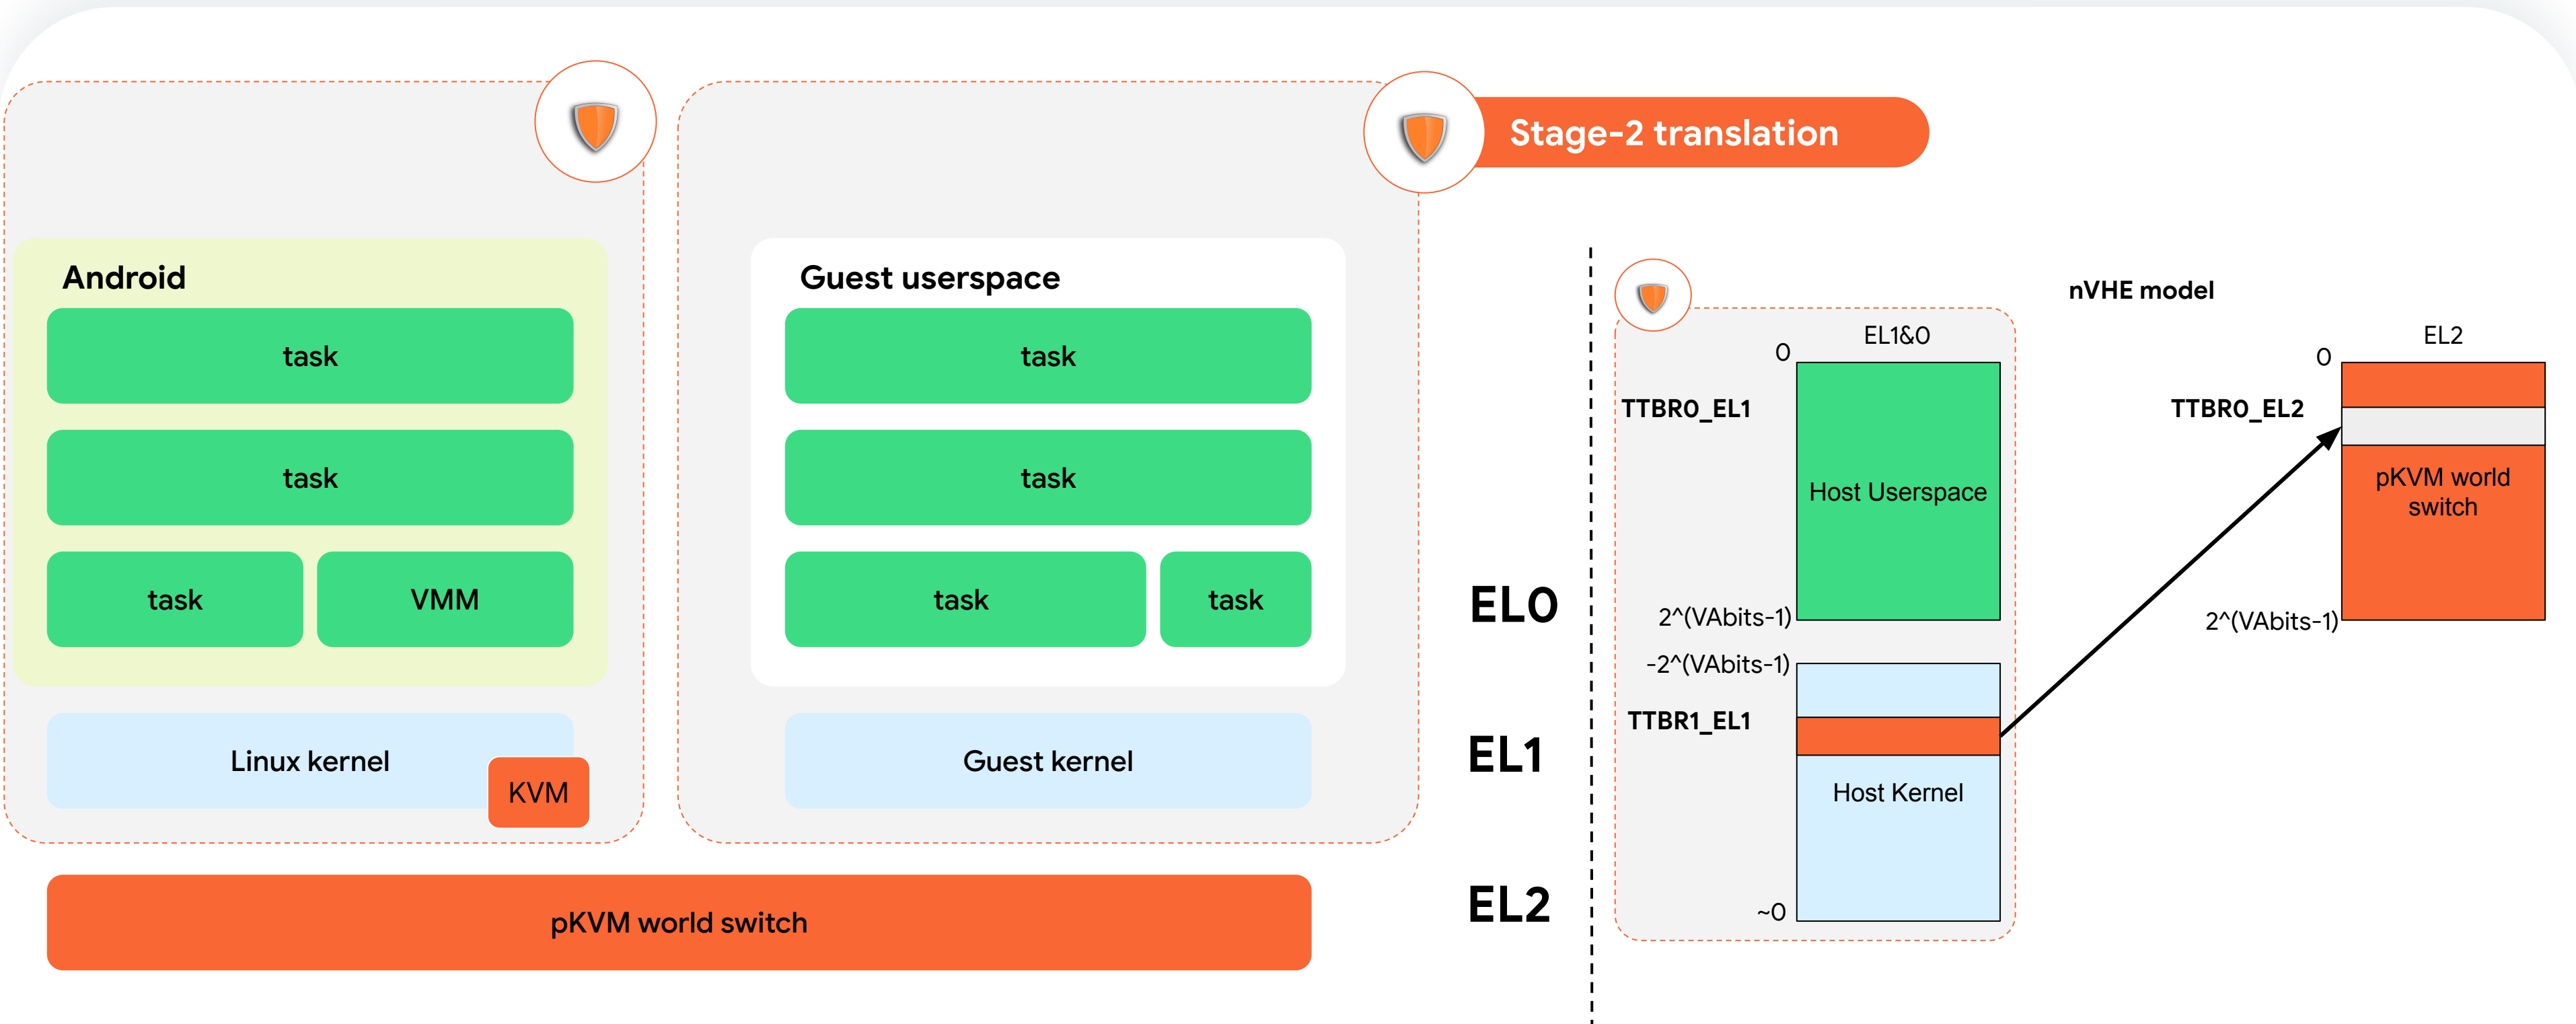 Stage-2 translation
Android
task
task
task
VMM
Linux kernel
KVM
Guest userspace
task
task
task
task
Guest kernel
pKVM world switch
EL0
EL1
EL2
nVHE model
EL1&0
0
TTBR0_EL1
Host Userspace
2^(VAbits-1)
-2^(VAbits-1)
TTBR1_EL1
Host Kernel
~0
EL2
0
TTBR0_EL2
pKVM world
switch
2^(VAbits-1)